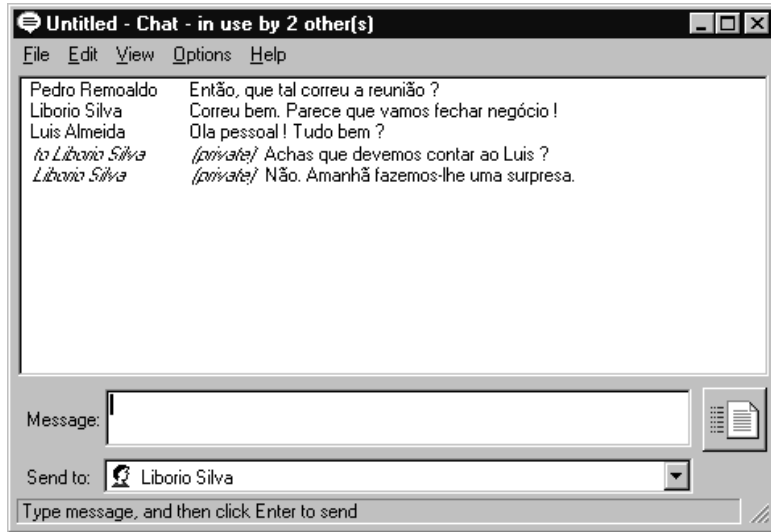 Untitled - Chat - in use by 2 other(s)
File Edit View Options Help
Pedro Remoaldo Então, que tal correu a reunião ?
Liborio Silva Correu bem. Parece que vamos fechar negócio !
Luis Almeida Ola pessoal ! Tudo bem ?
to Liborio Silva (private) Achas que devemos contar ao Luis ?
Liborio Silva (private) Não. Amanhã fazemos-lhe uma surpresa.
Message:
Send to: Liborio Silva
Type message, and then click Enter to send